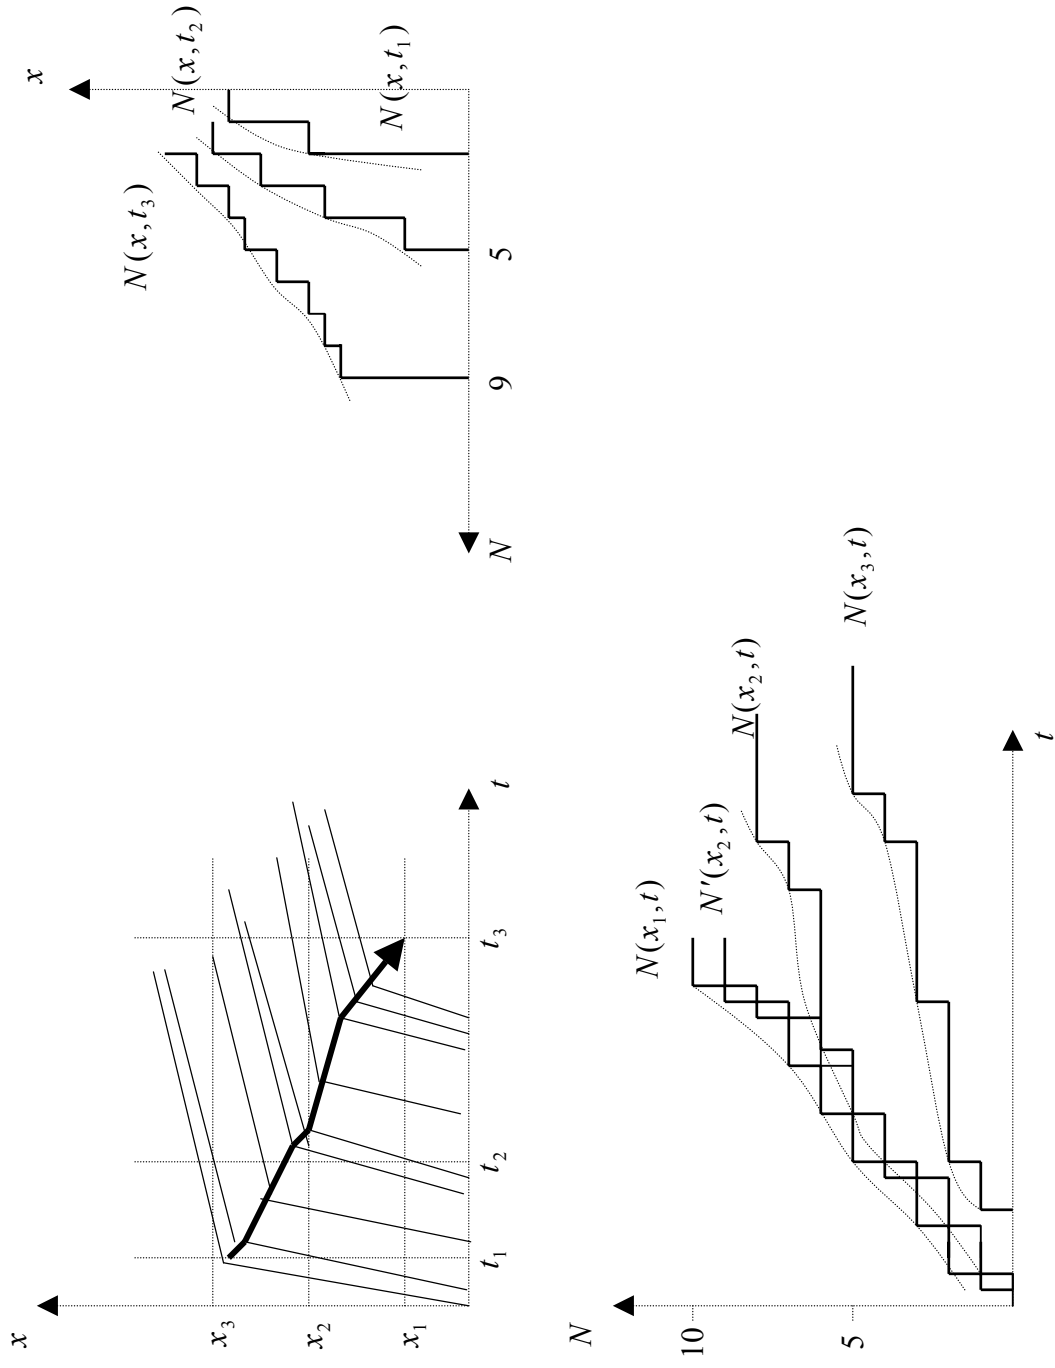 x
N(x,t₂)
N(x,t₁)
N(x,t₃)
5
9
N
x
x₃
x₂
x₁
t₁
t₂
t₃
t
N
10
5
N(x₁,t)
N'(x₂,t)
N(x₂,t)
N(x₃,t)
t